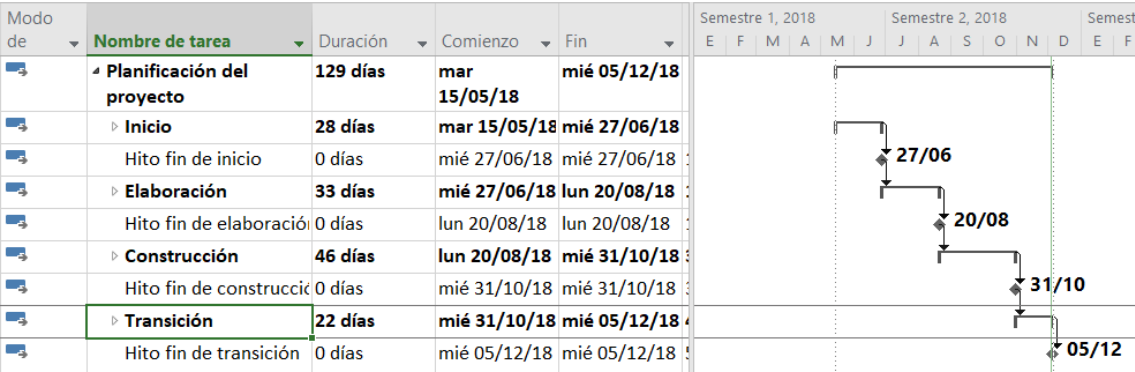 Modo de Nombre de tarea Duración Comienzo Fin
Semestre 1, 2018 Semestre 2, 2018 Semest
E F M A M J J A S O N D E F
Planificación del proyecto 129 días mar 15/05/18 mié 05/12/18
Inicio 28 días mar 15/05/18 mié 27/06/18
Hito fin de inicio 0 días mié 27/06/18 mié 27/06/18
27/06
Elaboración 33 días mié 27/06/18 lun 20/08/18
Hito fin de elaboración 0 días lun 20/08/18 lun 20/08/18
20/08
Construcción 46 días lun 20/08/18 mié 31/10/18
Hito fin de construcció 0 días mié 31/10/18 mié 31/10/18
31/10
Transición 22 días mié 31/10/18 mié 05/12/18
Hito fin de transición 0 días mié 05/12/18 mié 05/12/18
05/12